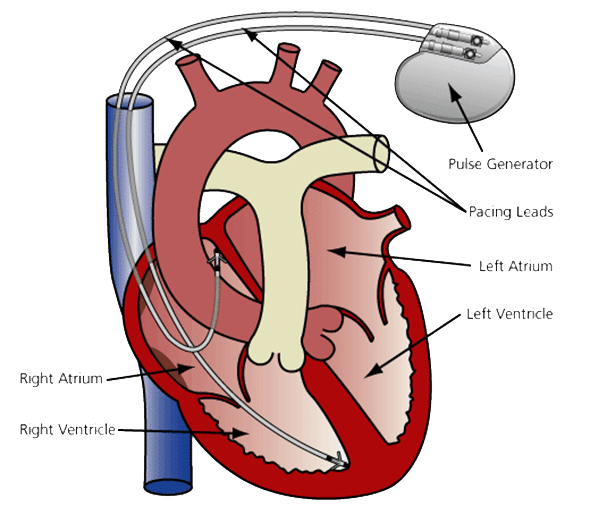 Pulse Generator
Pacing Leads
Left Atrium
Left Ventricle
Right Atrium
Right Ventricle